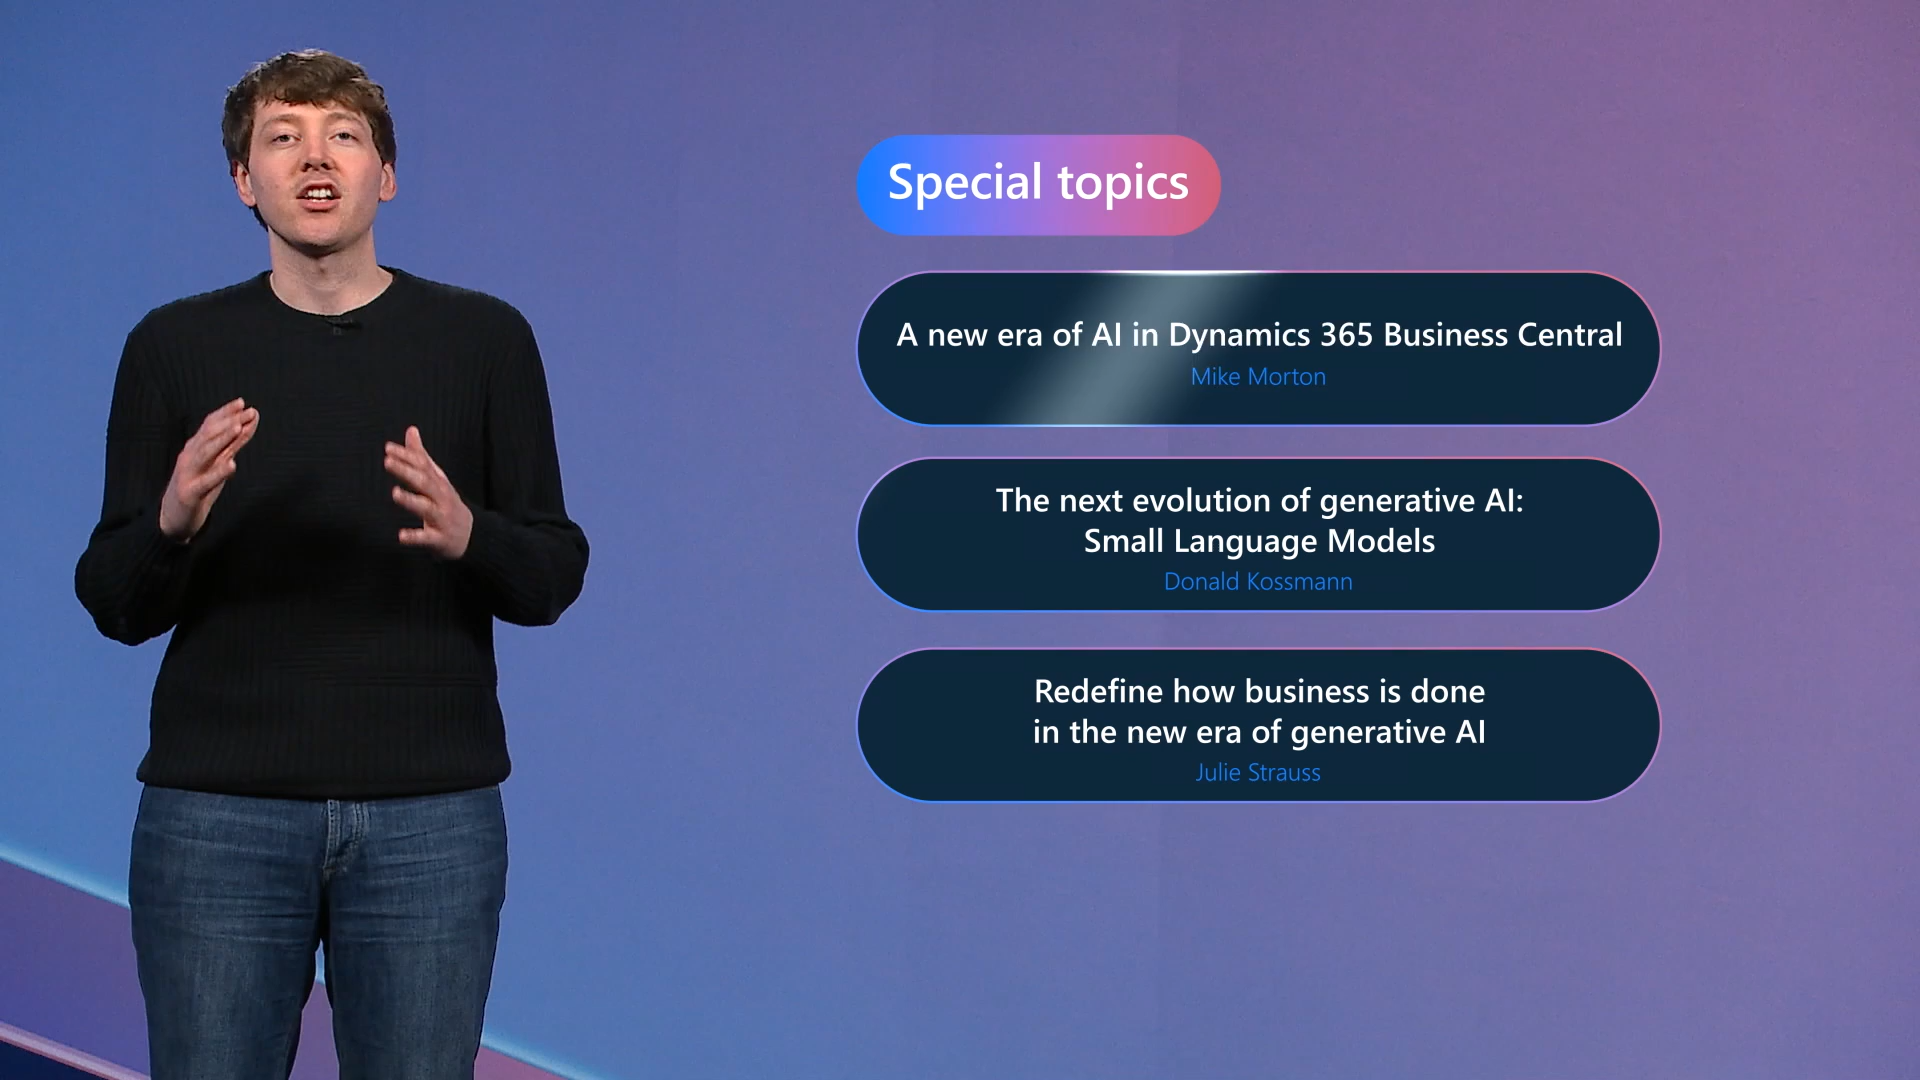 Special topics
A new era of AI in Dynamics 365 Business Central
Mike Morton
The next evolution of generative AI:
Small Language Models
Donald Kossmann
Redefine how business is done
in the new era of generative AI
Julie Strauss